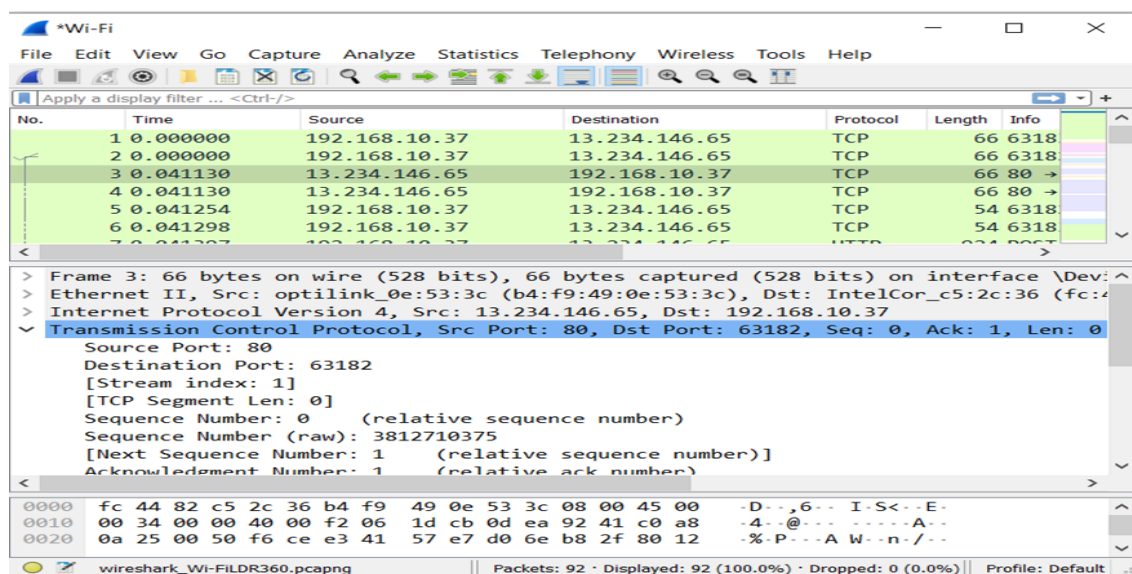 *Wi-Fi
File Edit View Go Capture Analyze Statistics Telephony Wireless Tools Help
Apply a display filter ... <Ctrl-/>
No. Time Source Destination Protocol Length Info
1 0.000000 192.168.10.37 13.234.146.65 TCP 66 6318
2 0.000000 192.168.10.37 13.234.146.65 TCP 66 6318
3 0.041130 13.234.146.65 192.168.10.37 TCP 66 80 →
4 0.041130 13.234.146.65 192.168.10.37 TCP 66 80 →
5 0.041254 192.168.10.37 13.234.146.65 TCP 54 6318
6 0.041298 192.168.10.37 13.234.146.65 TCP 54 6318
Frame 3: 66 bytes on wire (528 bits), 66 bytes captured (528 bits) on interface \Dev
Ethernet II, Src: optilink_0e:53:3c (b4:f9:49:0e:53:3c), Dst: IntelCor_c5:2c:36 (fc:4
Internet Protocol Version 4, Src: 13.234.146.65, Dst: 192.168.10.37
Transmission Control Protocol, Src Port: 80, Dst Port: 63182, Seq: 0, Ack: 1, Len: 0
Source Port: 80
Destination Port: 63182
[Stream index: 1]
[TCP Segment Len: 0]
Sequence Number: 0 (relative sequence number)
Sequence Number (raw): 3812710375
[Next Sequence Number: 1 (relative sequence number)]
Acknowledgment Number: 1 (relative ack number)
0000 fc 44 82 c5 2c 36 b4 f9 49 0e 53 3c 08 00 45 00 ·D··,6·· I·S<··E·
0010 00 34 00 00 40 00 f2 06 1d cb 0d ea 92 41 c0 a8 ·4··@··· ·····A··
0020 0a 25 00 50 f6 ce e3 41 57 e7 d0 6e b8 2f 80 12 ·%·P···A W··n·/··
wireshark_Wi-FiLDR360.pcapng Packets: 92 · Displayed: 92 (100.0%) · Dropped: 0 (0.0%) Profile: Default